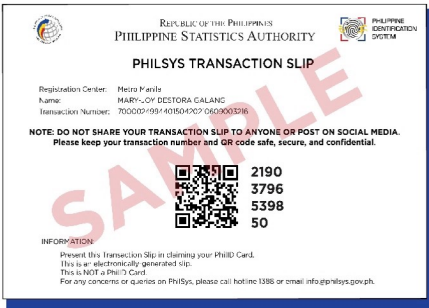 REPUBLIC OF THE PHILIPPINES
PHILIPPINE STATISTICS AUTHORITY
PHILIPPINE
IDENTIFICATION
SYSTEM
PHILSYS TRANSACTION SLIP
Registration Center: Metro Manila
Name: MARY-JOY DESTORA GALANG
Transaction Number:
NOTE: DO NOT SHARE YOUR TRANSACTION SLIP TO ANYONE OR POST ON SOCIAL MEDIA.
Please keep your transaction number and QR code safe, secure, and confidential.
SAMPLE
2190
3796
5398
50
INFORMATION:
Present this Transaction Slip in claiming your PhilID Card.
This is an electronically generated slip.
This is NOT a PhilID Card.
For any concerns or queries on PhilSys, please call hotline 1388 or email info@philsys.gov.ph.